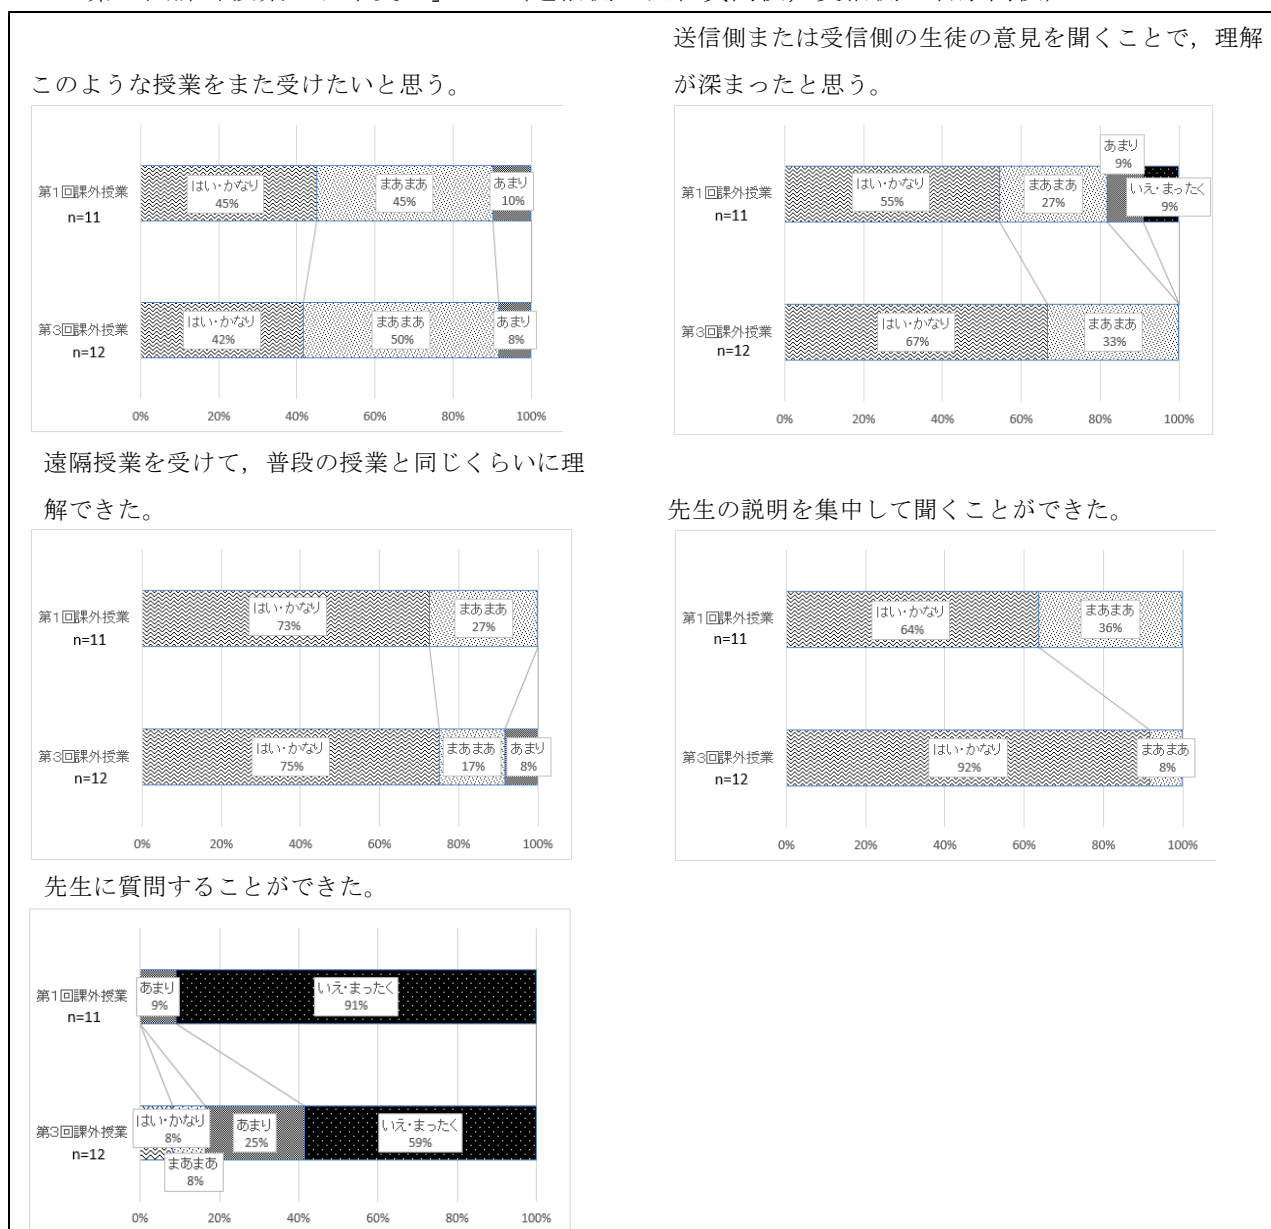 このような授業をまた受けたいと思う。
第1回課外授業
n=11
はい・かなり
45%
まあまあ
45%
あまり
10%
第3回課外授業
n=12
はい・かなり
42%
まあまあ
50%
あまり
8%
0%
20%
40%
60%
80%
100%
送信側または受信側の生徒の意見を聞くことで，理解
が深まったと思う。
第1回課外授業
n=11
はい・かなり
55%
まあまあ
27%
あまり
9%
いえ・まったく
9%
第3回課外授業
n=12
はい・かなり
67%
まあまあ
33%
0%
20%
40%
60%
80%
100%
遠隔授業を受けて，普段の授業と同じくらいに理
解できた。
第1回課外授業
n=11
はい・かなり
73%
まあまあ
27%
第3回課外授業
n=12
はい・かなり
75%
まあまあ
17%
あまり
8%
0%
20%
40%
60%
80%
100%
先生の説明を集中して聞くことができた。
第1回課外授業
n=11
はい・かなり
64%
まあまあ
36%
第3回課外授業
n=12
はい・かなり
92%
まあまあ
8%
0%
20%
40%
60%
80%
100%
先生に質問することができた。
第1回課外授業
n=11
あまり
9%
いえ・まったく
91%
第3回課外授業
n=12
はい・かなり
8%
まあまあ
8%
あまり
25%
いえ・まったく
59%
0%
20%
40%
60%
80%
100%